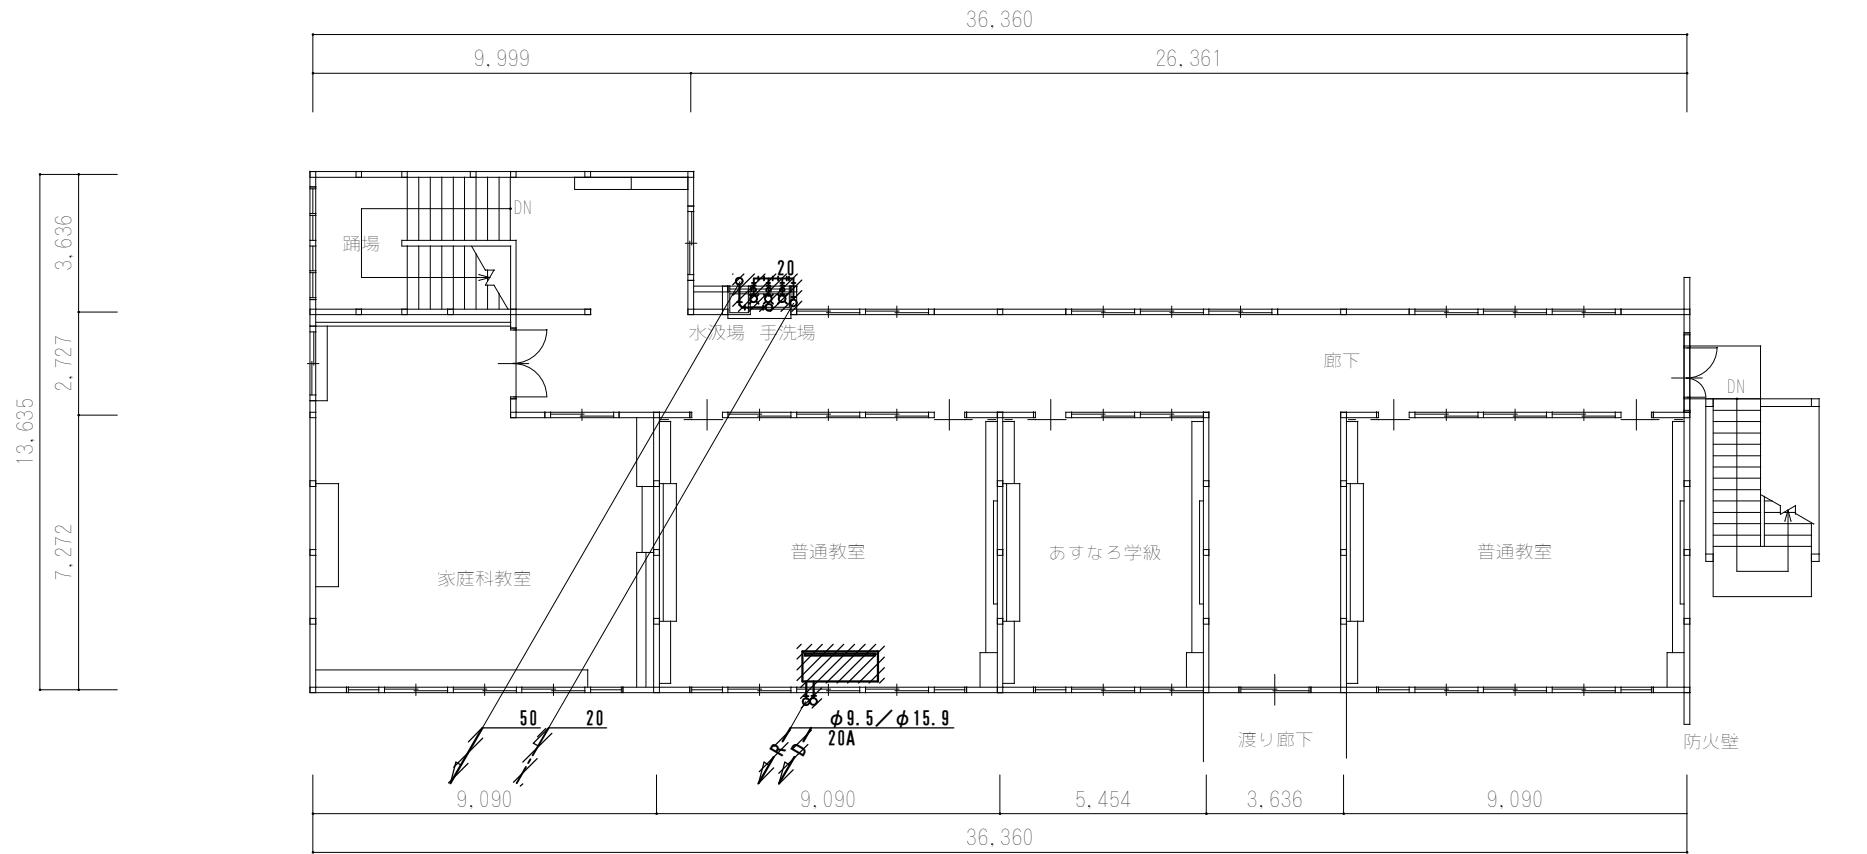 36,360
9,999
26,361
3,636
2,727
7,272
13,635
DN
踊場
20
水汲場
手洗場
廊下
DN
家庭科教室
普通教室
あすなろ学級
普通教室
50
20
R
D
φ9.5/φ15.9
20A
渡り廊下
防火壁
9,090
9,090
5,454
3,636
9,090
36,360